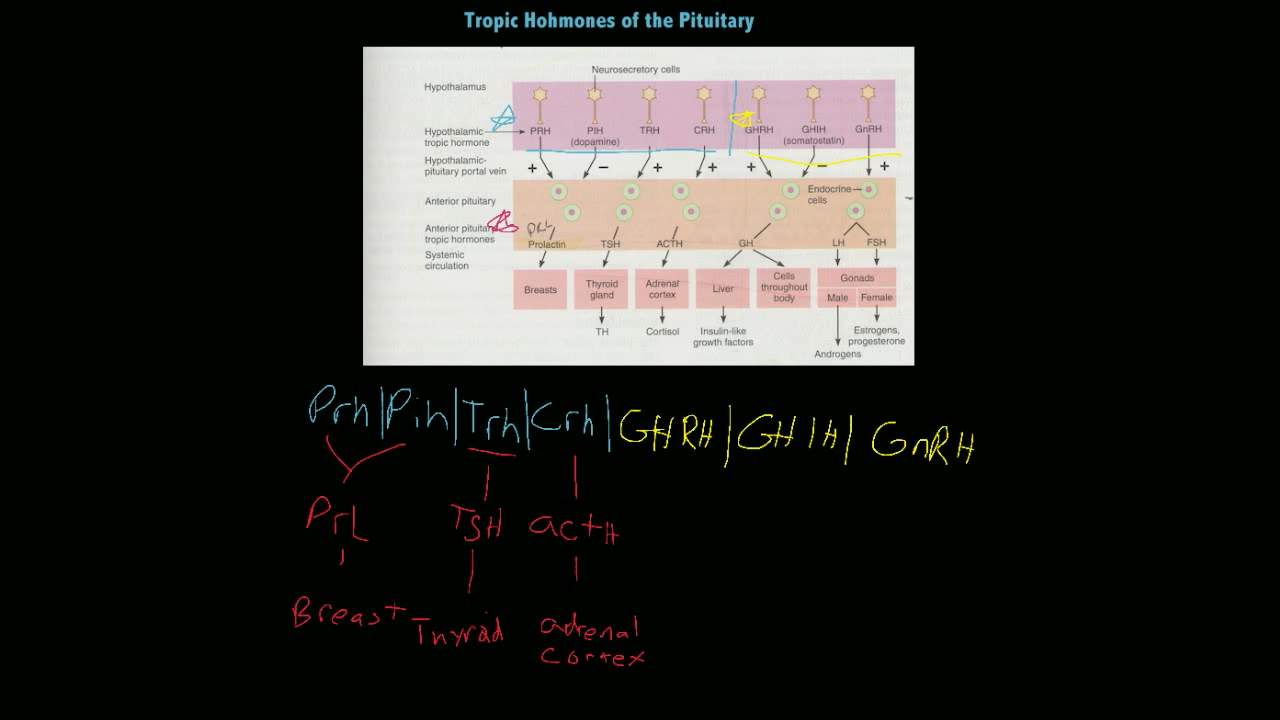 Tropic Hohmones of the Pituitary
Neurosecretory cells
Hypothalamus
Hypothalamic
tropic hormone
PRH
PIH
(dopamine)
TRH
CRH
GHRH
GHIH
(somatostatin)
GnRH
Hypothalamic-
pituitary portal vein
+ − + + + − +
Anterior pituitary
Endocrine
cells
Anterior pituitary
tropic hormones
PRL
Prolactin
TSH
ACTH
GH
LH
FSH
Systemic
circulation
Breasts
Thyroid
gland
Adrenal
cortex
Liver
Cells
throughout
body
Gonads
Male
Female
TH
Cortisol
Insulin-like
growth factors
Estrogens,
progesterone
Androgens
Prh|Pih|Trh|Crh|GHRH|GHIH|GnRH
PrL TSH actH
Breast Thyroid adrenal
cortex